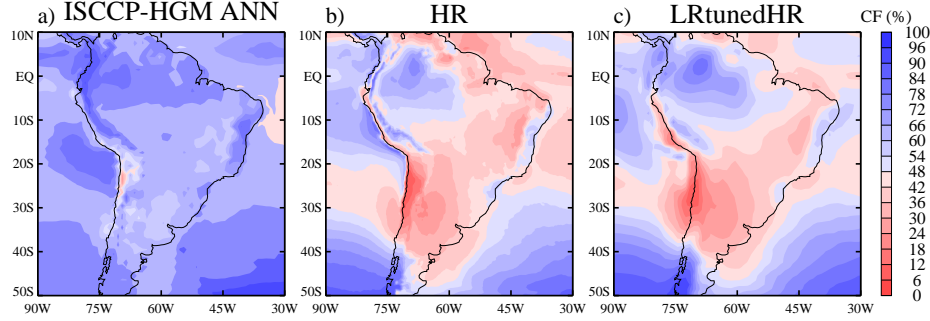 a) ISCCP-HGM ANN
b) HR
c) LRtunedHR
CF (%)
10N
EQ
10S
20S
30S
40S
50S
90W 75W 60W 45W 30W
10N
EQ
10S
20S
30S
40S
50S
90W 75W 60W 45W 30W
10N
EQ
10S
20S
30S
40S
50S
90W 75W 60W 45W 30W
100
96
90
84
78
72
66
60
54
48
42
36
30
24
18
12
6
0